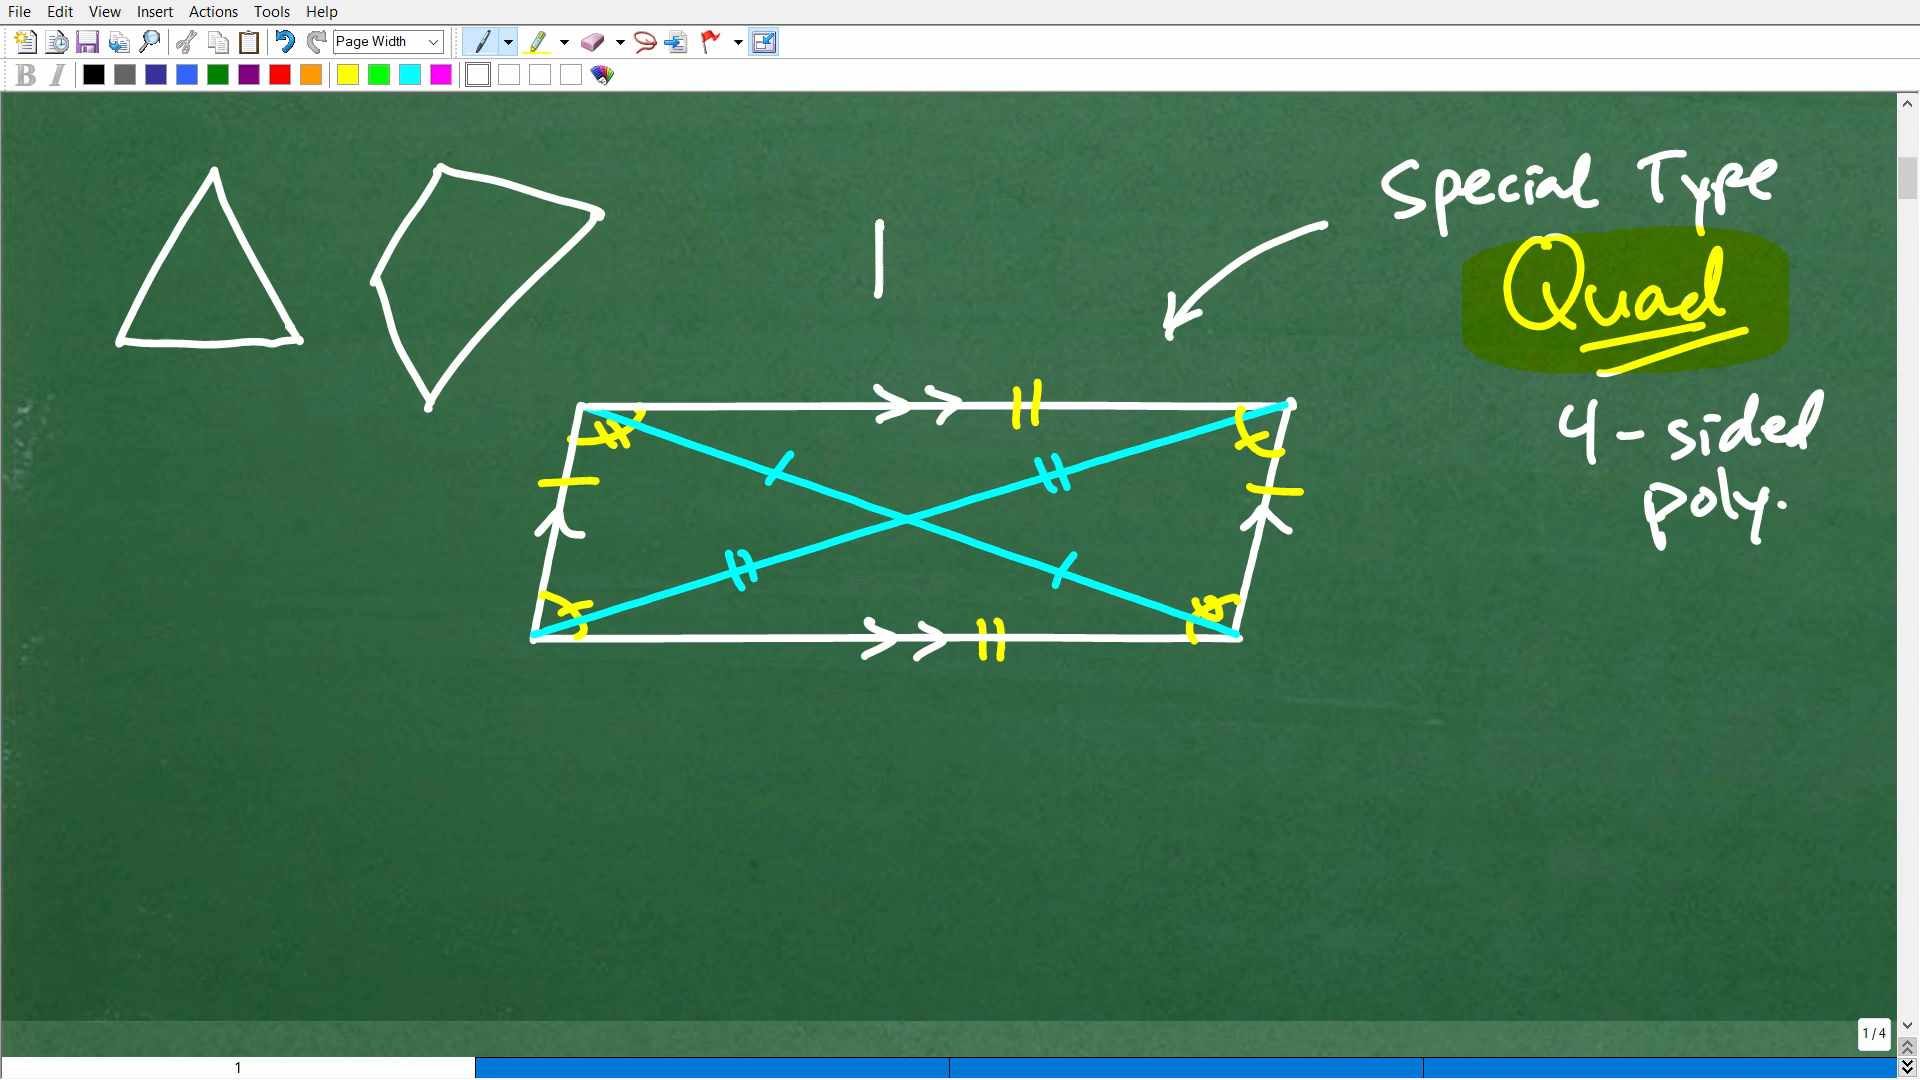 File Edit View Insert Actions Tools Help
Page Width
B I
Special Type
Quad
4-sided
poly.
1 / 4
1